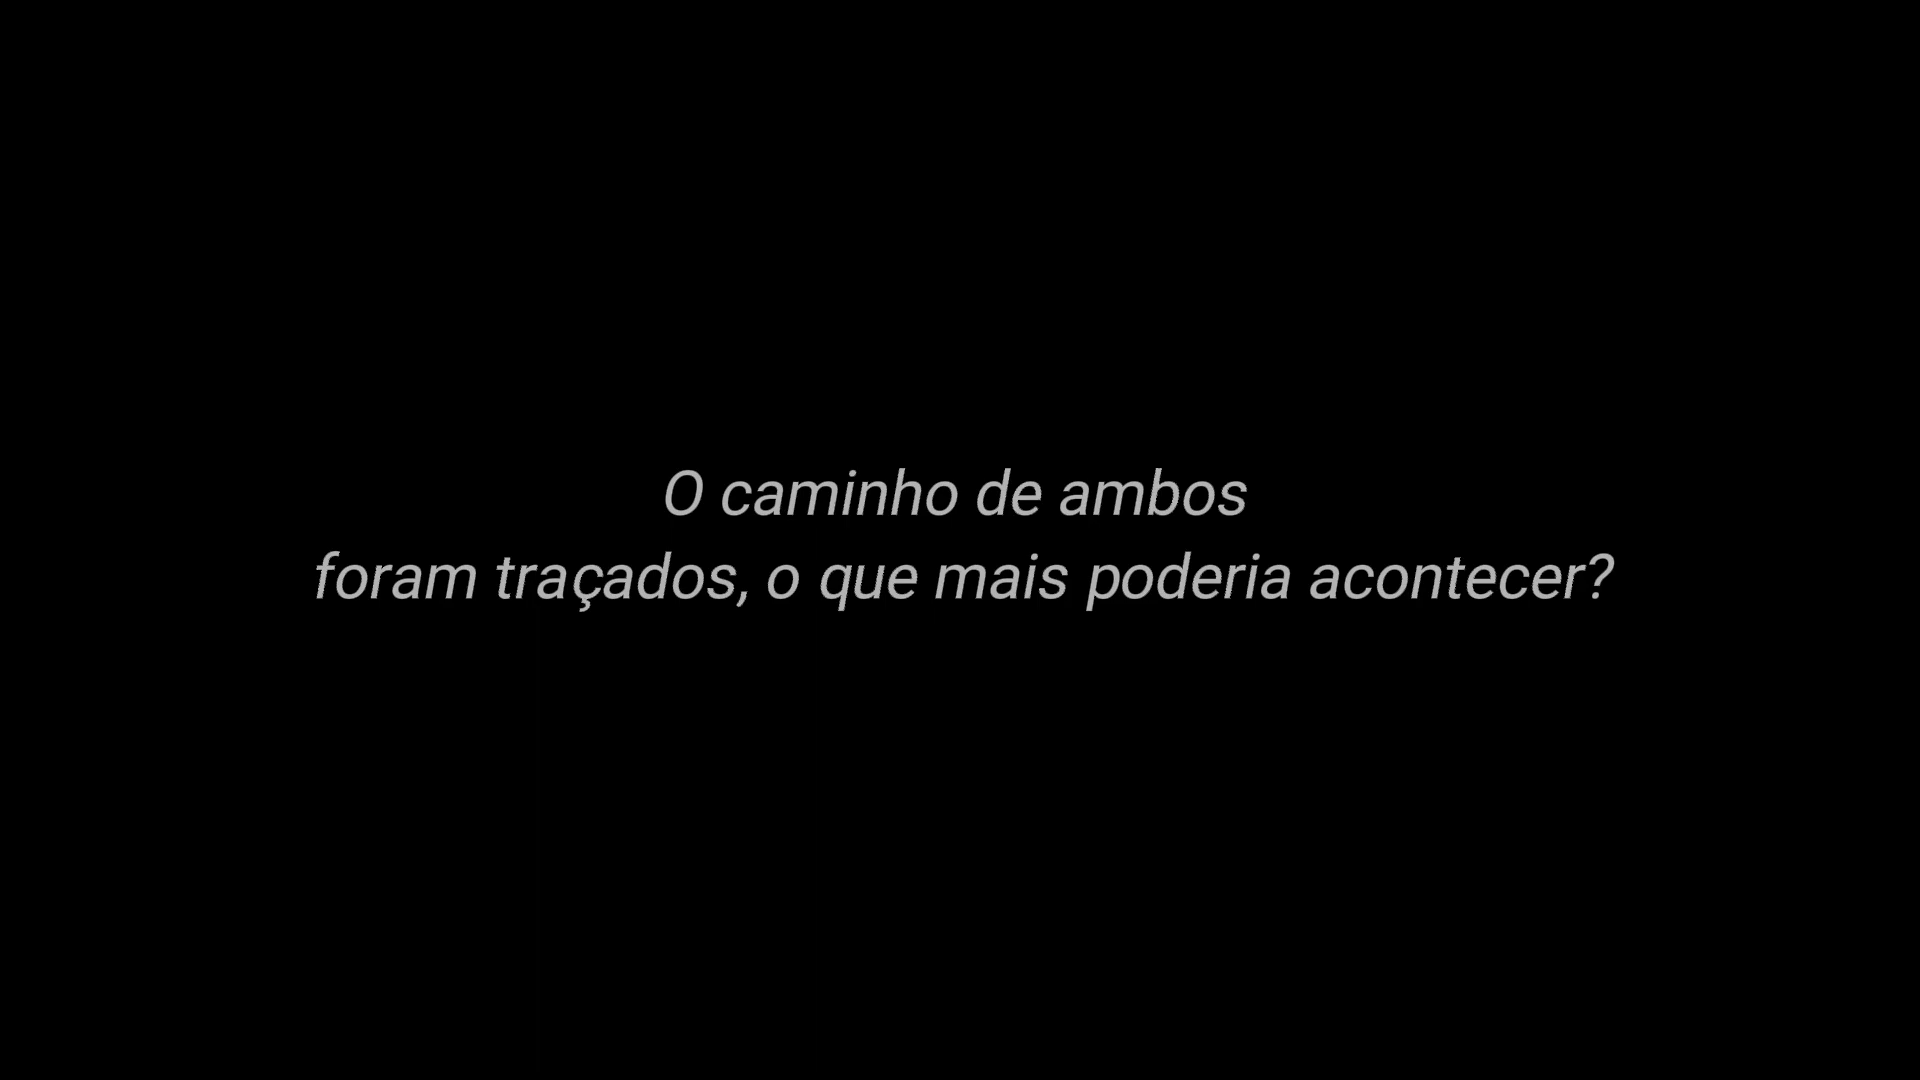 O caminho de ambos
foram traçados, o que mais poderia acontecer?